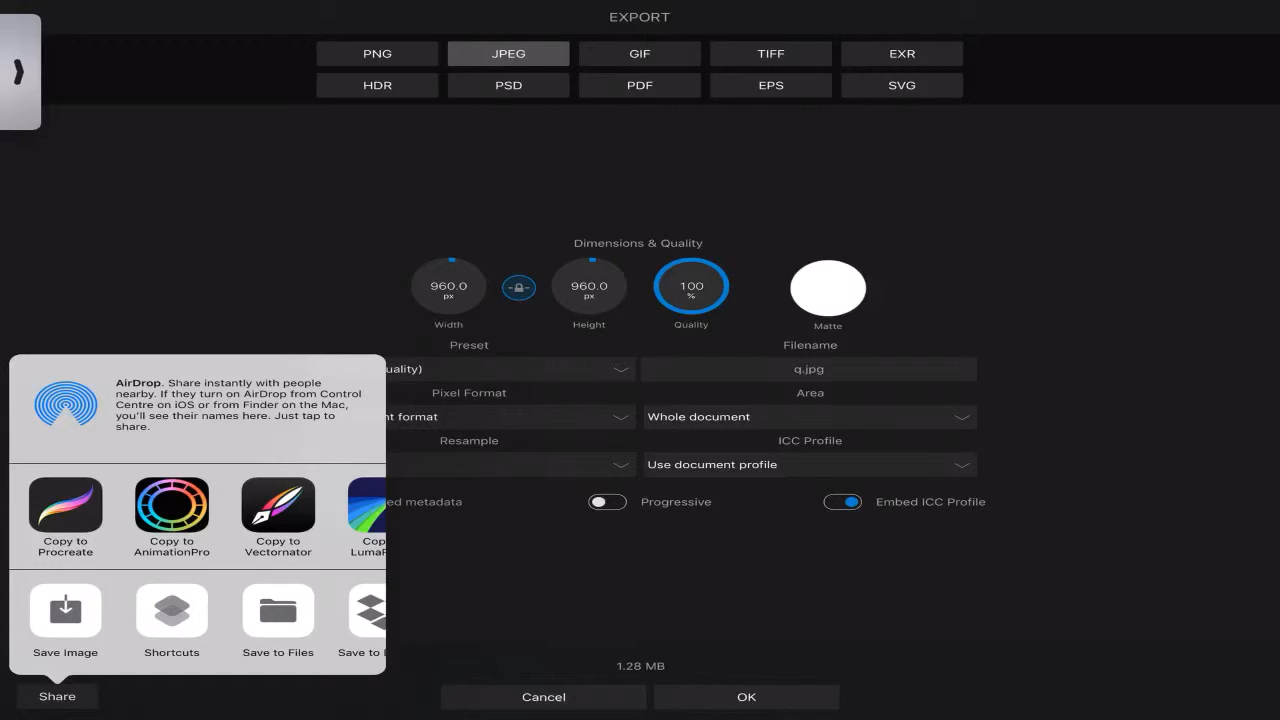 EXPORT
PNG
JPEG
GIF
TIFF
EXR
HDR
PSD
PDF
EPS
SVG
Dimensions & Quality
960.0
px
960.0
px
100
%
Width
Height
Quality
Matte
Preset
Filename
uality)
q.jpg
Pixel Format
Area
nt format
Whole document
Resample
ICC Profile
Use document profile
ed metadata
Progressive
Embed ICC Profile
AirDrop. Share instantly with people
nearby. If they turn on AirDrop from Control
Centre on iOS or from Finder on the Mac,
you'll see their names here. Just tap to
share.
Copy to
Procreate
Copy to
AnimationPro
Copy to
Vectornator
Cop
LumaF
Save Image
Shortcuts
Save to Files
Save to
1.28 MB
Share
Cancel
OK